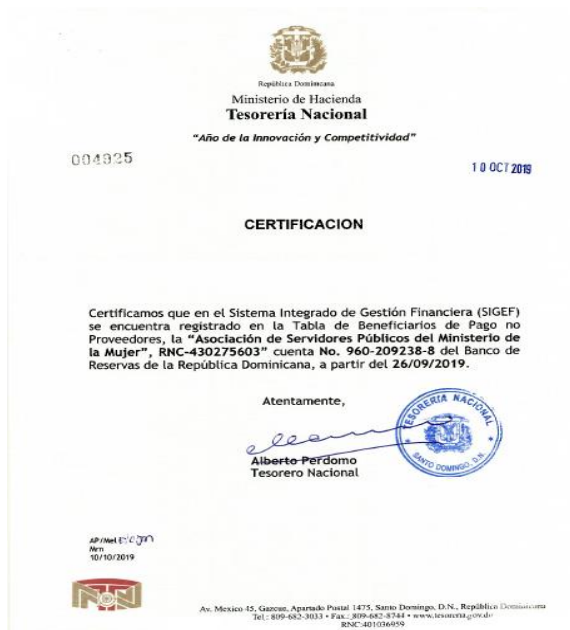 República Dominicana
Ministerio de Hacienda
Tesorería Nacional
"Año de la Innovación y Competitividad"
004925
10 OCT 2019
CERTIFICACION
Certificamos que en el Sistema Integrado de Gestión Financiera (SIGEF)
se encuentra registrado en la Tabla de Beneficiarios de Pago no
Proveedores, la "Asociación de Servidores Públicos del Ministerio de
la Mujer", RNC-430275603" cuenta No. 960-209238-8 del Banco de
Reservas de la República Dominicana, a partir del 26/09/2019.
Atentamente,
TESORERIA NACIONAL
SANTO DOMINGO, D.N.
Alberto Perdomo
Tesorero Nacional
AP/Mel
Mrn
10/10/2019
TN
Av. Mexico 45, Gazcue, Apartado Postal 1475, Santo Domingo, D.N., República Dominicana
Tel.: 809-682-3033 • Fax.: 809-682-8744 • www.tesoreria.gov.do
RNC:401036959